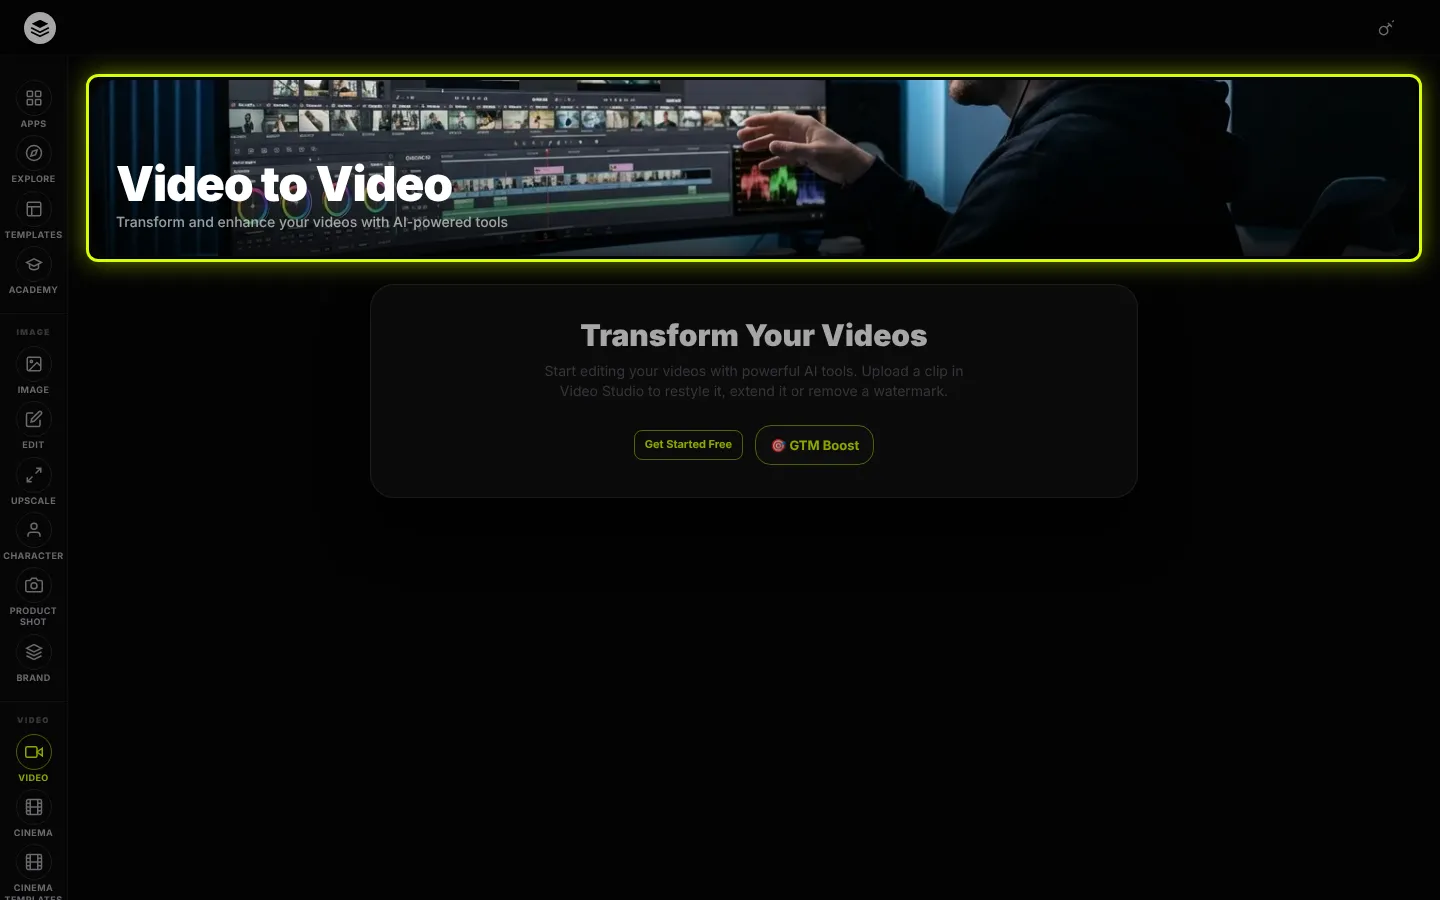 Video to Video
Transform and enhance your videos with AI-powered tools
APPS
EXPLORE
TEMPLATES
ACADEMY
IMAGE
IMAGE
EDIT
UPSCALE
CHARACTER
PRODUCT
SHOT
BRAND
VIDEO
VIDEO
CINEMA
CINEMA
TEMPLATES
Transform Your Videos
Start editing your videos with powerful AI tools. Upload a clip in
Video Studio to restyle it, extend it or remove a watermark.
Get Started Free
🎯 GTM Boost